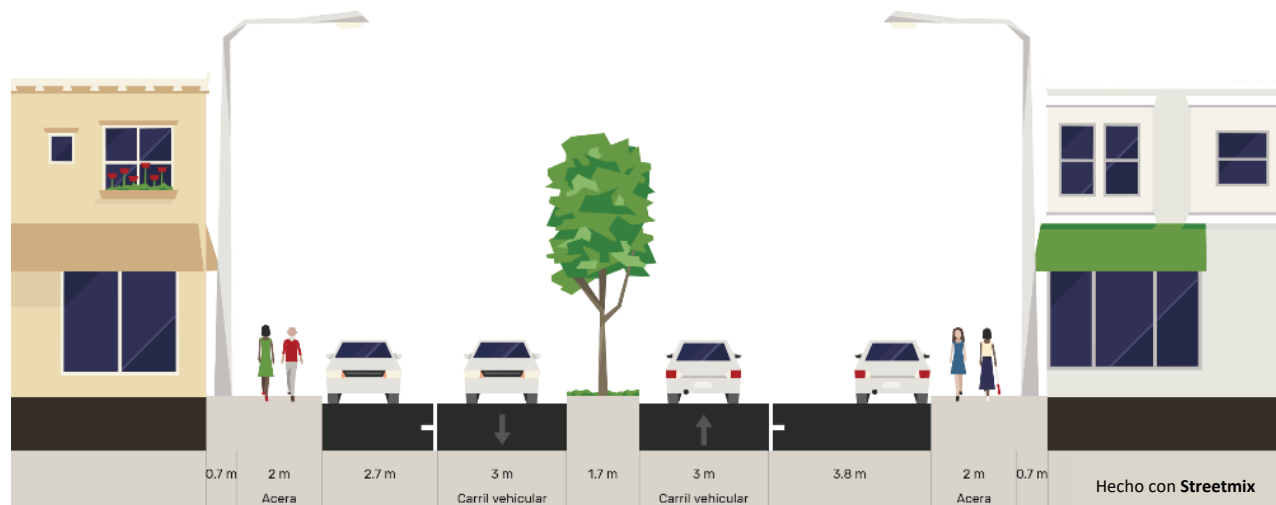 0.7 m 2 m 2.7 m 3 m 1.7 m 3 m 3.8 m 2 m 0.7 m
Acera Carril vehicular Carril vehicular Acera
Hecho con Streetmix